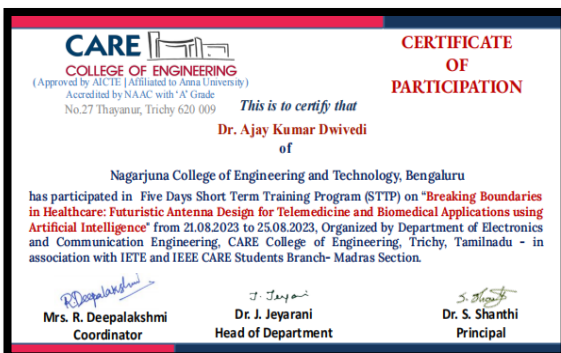 CARE
COLLEGE OF ENGINEERING
(Approved by AICTE | Affiliated to Anna University)
Accredited by NAAC with 'A' Grade
No.27 Thayanur, Trichy 620 009
CERTIFICATE
OF
PARTICIPATION
This is to certify that
Dr. Ajay Kumar Dwivedi
of
Nagarjuna College of Engineering and Technology, Bengaluru
has participated in Five Days Short Term Training Program (STTP) on "Breaking Boundaries
in Healthcare: Futuristic Antenna Design for Telemedicine and Biomedical Applications using
Artificial Intelligence" from 21.08.2023 to 25.08.2023, Organized by Department of Electronics
and Communication Engineering, CARE College of Engineering, Trichy, Tamilnadu - in
association with IETE and IEEE CARE Students Branch- Madras Section.
R.Deepalakshmi
J. Jeyarani
S. Shanthi
Mrs. R. Deepalakshmi
Dr. J. Jeyarani
Dr. S. Shanthi
Coordinator
Head of Department
Principal